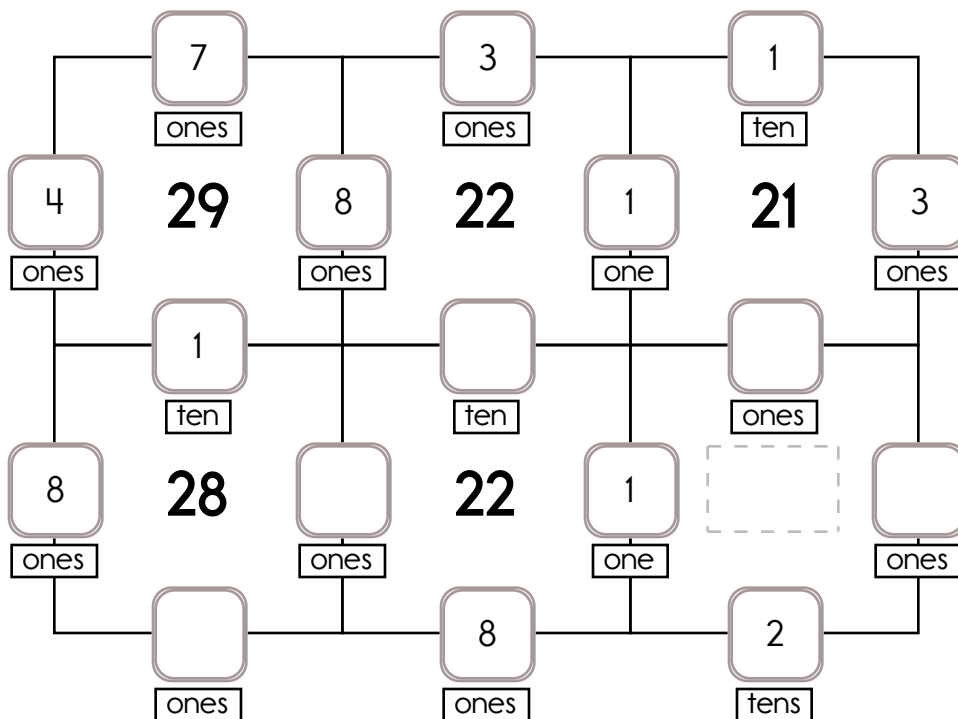 7 3 1
ones ones ten
4 29 8 22 1 21 3
ones ones one ones
1
ten ten ones
8 28 22 1
ones ones one ones
8 2
ones ones tens